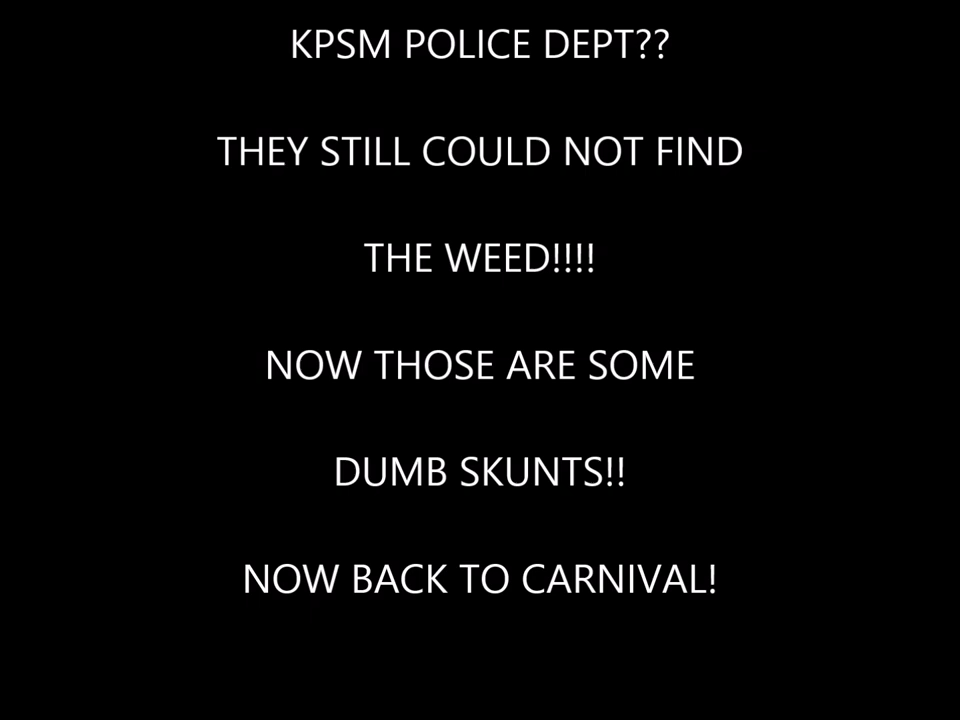 KPSM POLICE DEPT??
THEY STILL COULD NOT FIND
THE WEED!!!!
NOW THOSE ARE SOME
DUMB SKUNTS!!
NOW BACK TO CARNIVAL!